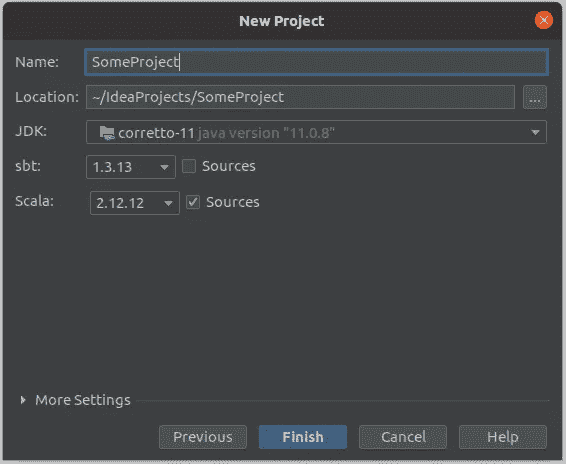 New Project
Name: SomeProject
Location: ~/IdeaProjects/SomeProject ...
JDK: corretto-11 java version "11.0.8"
sbt: 1.3.13 Sources
Scala: 2.12.12 Sources
More Settings
Previous Finish Cancel Help